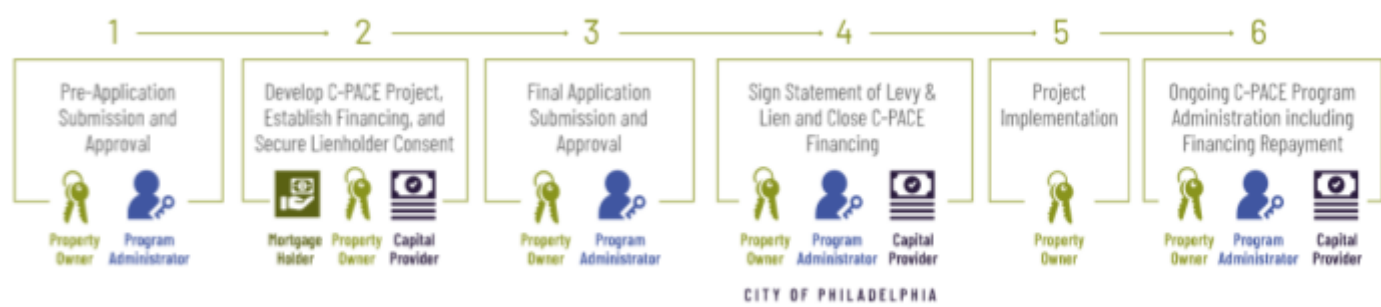 1
2
3
4
5
6
Pre-Application
Submission and
Approval
Property
Owner
Program
Administrator
Develop C-PACE Project,
Establish Financing, and
Secure Lienholder Consent
Mortgage
Holder
Property
Owner
Capital
Provider
Final Application
Submission and
Approval
Property
Owner
Program
Administrator
Sign Statement of Levy &
Lien and Close C-PACE
Financing
Property
Owner
Program
Administrator
Capital
Provider
CITY OF PHILADELPHIA
Project
Implementation
Property
Owner
Ongoing C-PACE Program
Administration including
Financing Repayment
Property
Owner
Program
Administrator
Capital
Provider